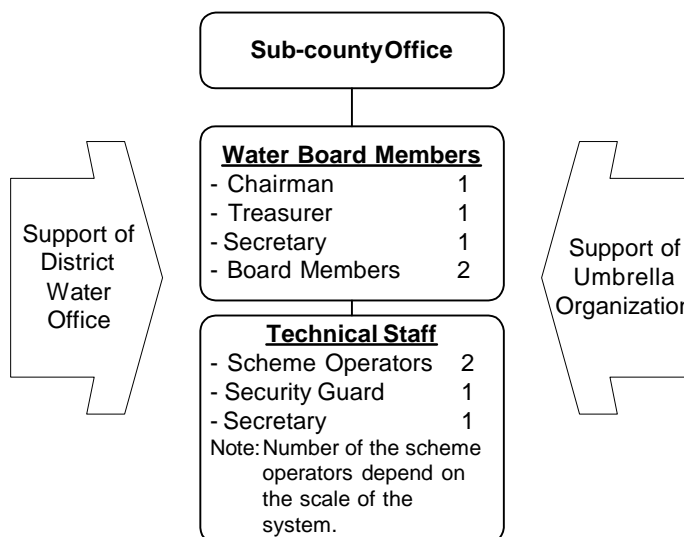 Sub-county Office
Water Board Members
- Chairman 1
- Treasurer 1
- Secretary 1
- Board Members 2
Support of
District
Water
Office
Support of
Umbrella
Organization
Technical Staff
- Scheme Operators 2
- Security Guard 1
- Secretary 1
Note: Number of the scheme
operators depend on
the scale of the
system.